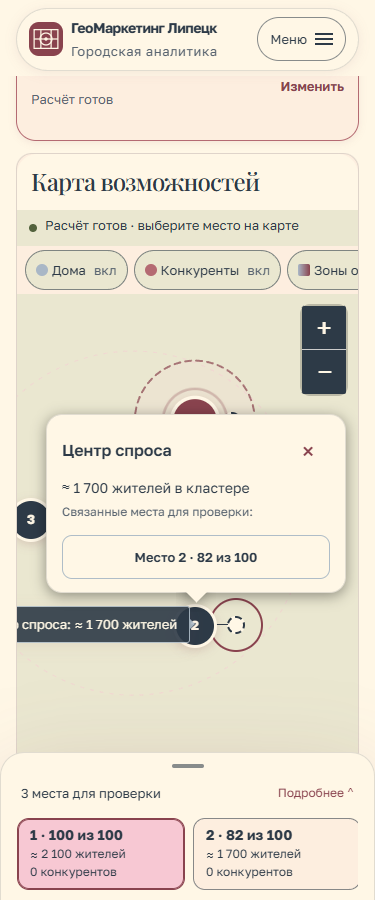 ГеоМаркетинг Липецк
Городская аналитика
Меню
Изменить
Расчёт готов
Карта возможностей
Расчёт готов · выберите место на карте
Дома вкл
Конкуренты вкл
Зоны о
+
−
Центр спроса
×
≈ 1 700 жителей в кластере
Связанные места для проверки:
Место 2 · 82 из 100
3
спроса: ≈ 1 700 жителей
2
3 места для проверки
Подробнее ^
1 · 100 из 100
≈ 2 100 жителей
0 конкурентов
2 · 82 из 100
≈ 1 700 жителей
0 конкурентов